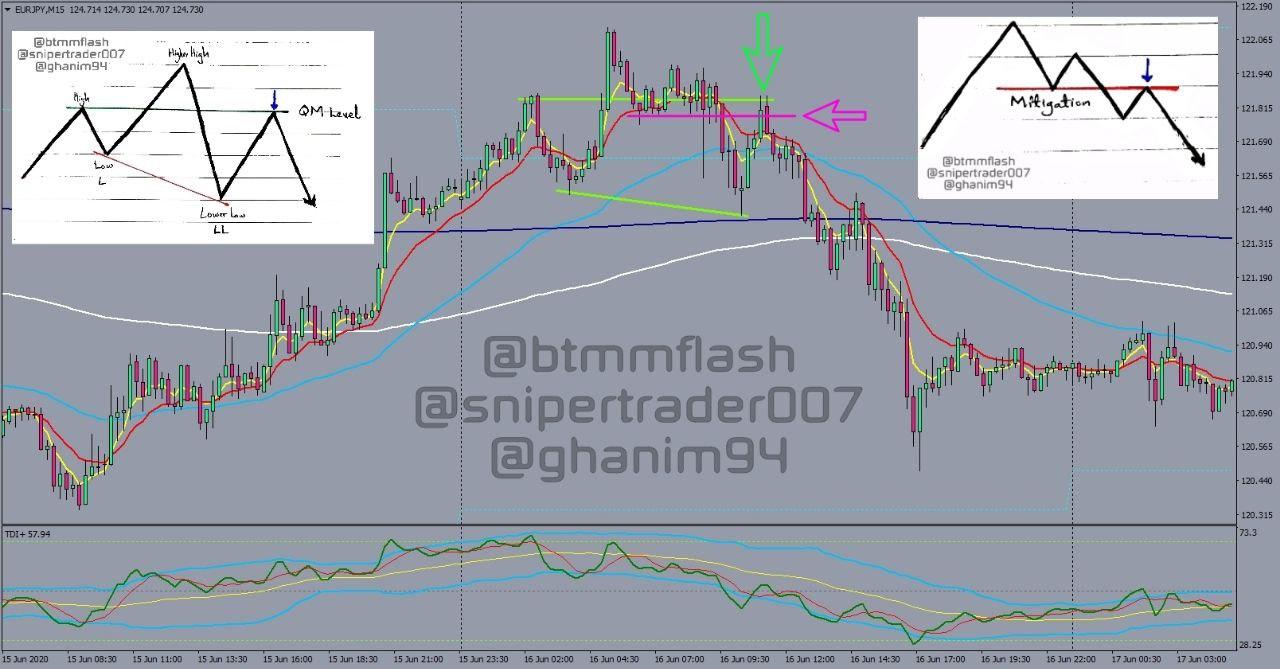 EURJPY,M15 124.714 124.730 124.707 124.730
@btmmflash
@snipertrader007
@ghanim94
High
Higher High
QM Level
Low
L
Lower Low
LL
Mitigation
@btmmflash
@snipertrader007
@ghanim94
@btmmflash
@snipertrader007
@ghanim94
122.190
122.065
121.940
121.815
121.690
121.565
121.440
121.315
121.190
121.065
120.940
120.815
120.690
120.565
120.440
120.315
TDI+ 57.94
73.3
28.25
15 Jun 2020 15 Jun 08:30 15 Jun 11:00 15 Jun 13:30 15 Jun 16:00 15 Jun 18:30 15 Jun 21:00 15 Jun 23:30 16 Jun 02:00 16 Jun 04:30 16 Jun 07:00 16 Jun 09:30 16 Jun 12:00 16 Jun 14:30 16 Jun 17:00 16 Jun 19:30 16 Jun 22:00 17 Jun 00:30 17 Jun 03:00